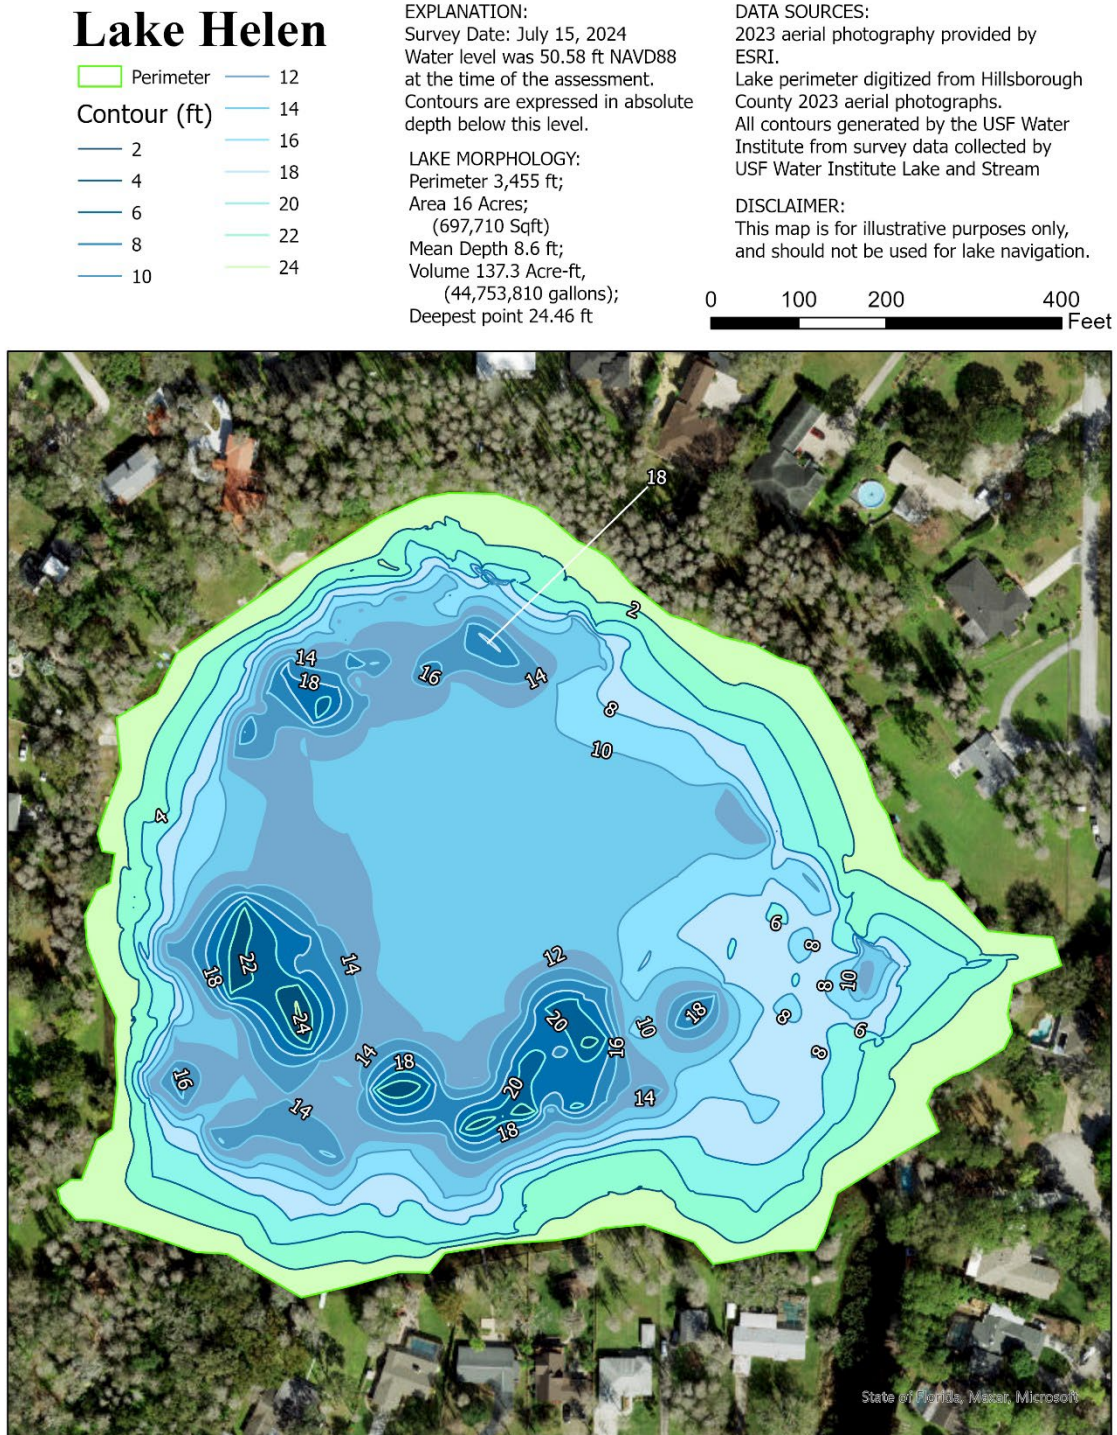 Lake Helen
Perimeter
Contour (ft)
2
4
6
8
10
12
14
16
18
20
22
24
EXPLANATION:
Survey Date: July 15, 2024
Water level was 50.58 ft NAVD88
at the time of the assessment.
Contours are expressed in absolute
depth below this level.
LAKE MORPHOLOGY:
Perimeter 3,455 ft;
Area 16 Acres;
(697,710 Sqft)
Mean Depth 8.6 ft;
Volume 137.3 Acre-ft,
(44,753,810 gallons);
Deepest point 24.46 ft
DATA SOURCES:
2023 aerial photography provided by
ESRI.
Lake perimeter digitized from Hillsborough
County 2023 aerial photographs.
All contours generated by the USF Water
Institute from survey data collected by
USF Water Institute Lake and Stream
DISCLAIMER:
This map is for illustrative purposes only,
and should not be used for lake navigation.
0 100 200 400
Feet
18
2
14
18
16
14
8
10
4
6
8
18
22
14
12
8
10
24
20
18
8
10
16
6
14
18
8
16
20
14
14
18
State of Florida, Maxar, Microsoft